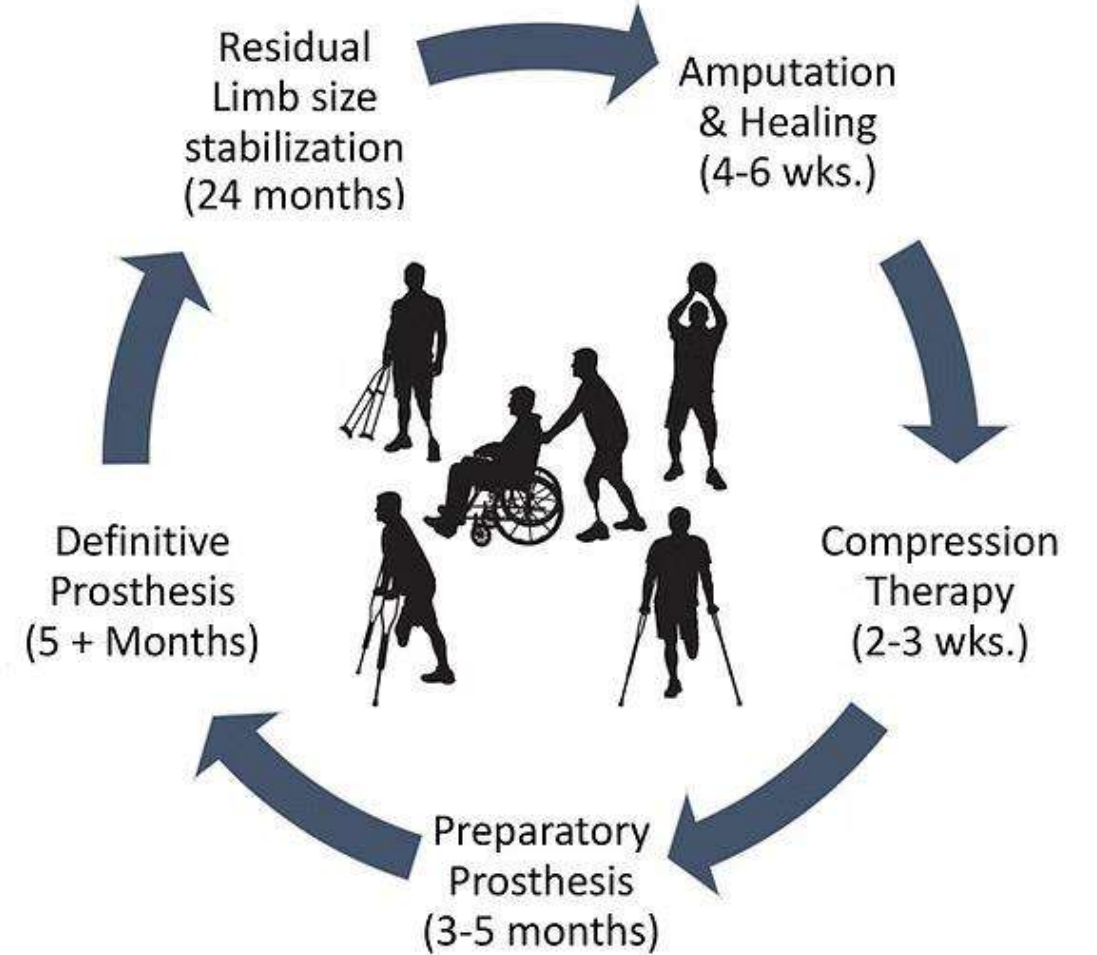 Residual
Limb size
stabilization
(24 months)
Amputation
& Healing
(4-6 wks.)
Compression
Therapy
(2-3 wks.)
Preparatory
Prosthesis
(3-5 months)
Definitive
Prosthesis
(5 + Months)